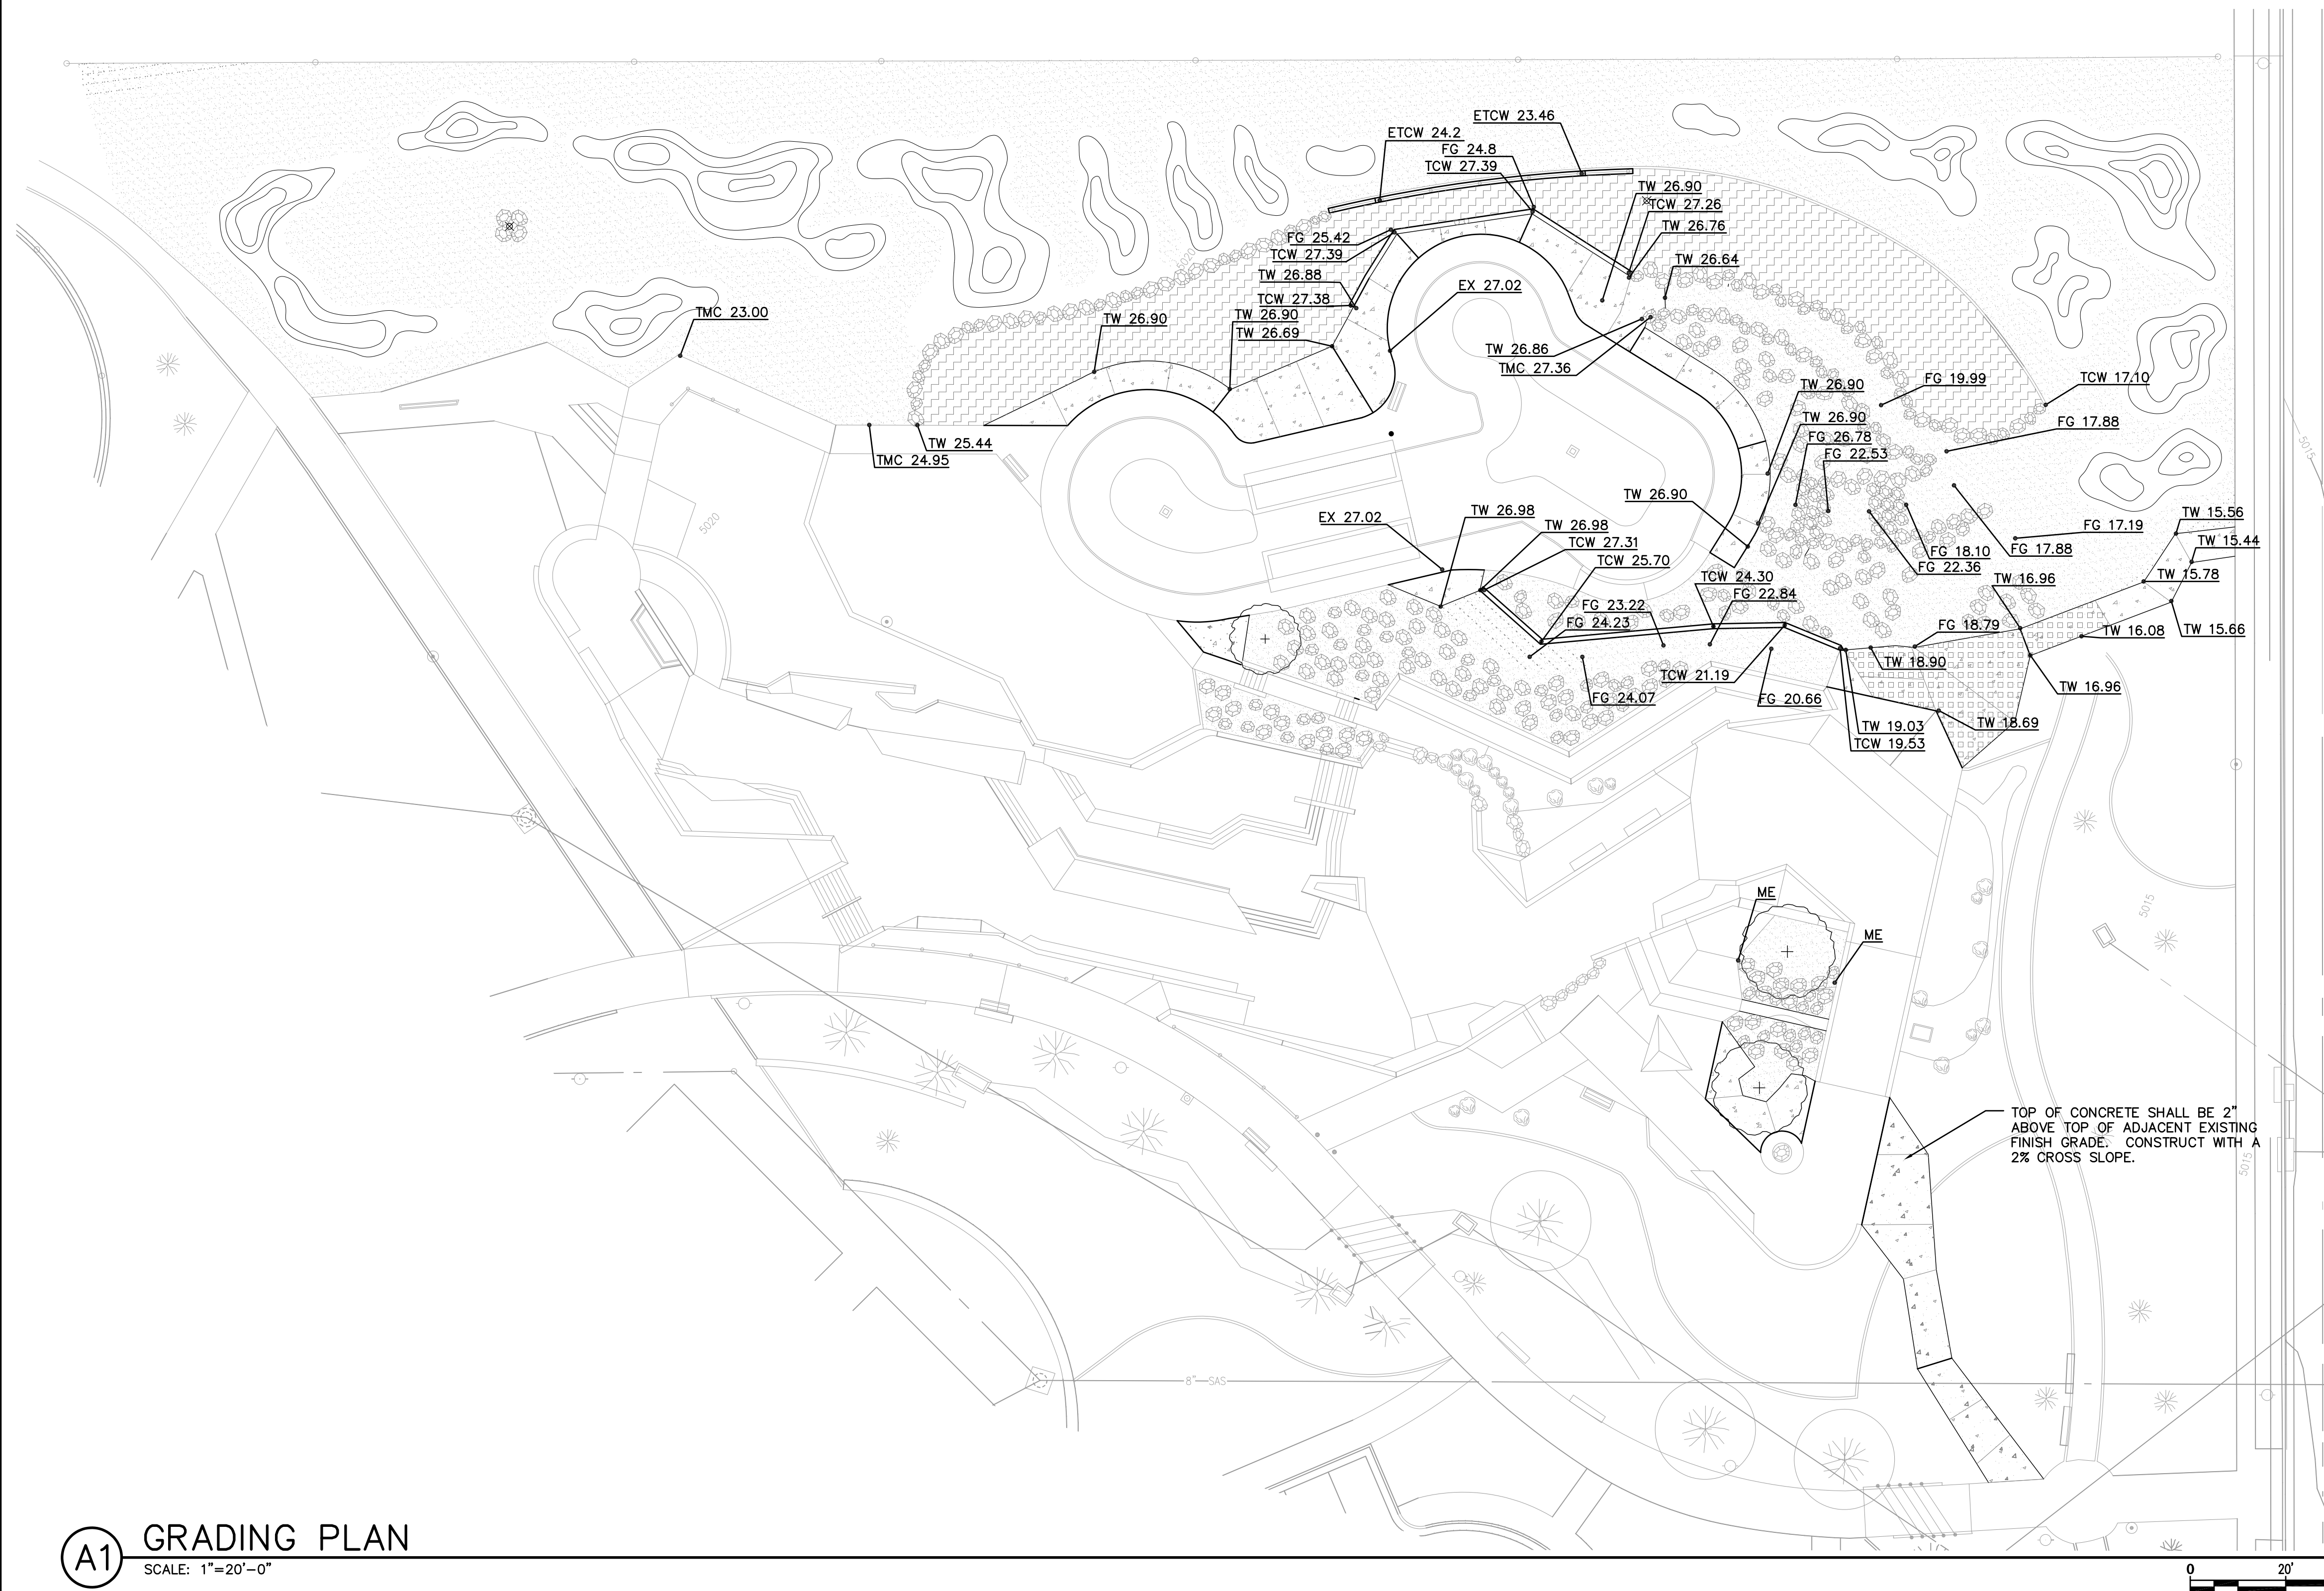 ETCW 23.46
ETCW 24.2
FG 24.8
TCW 27.39
TW 26.90
TCW 27.26
TW 26.76
FG 25.42
TCW 27.39
TW 26.64
TW 26.88
EX 27.02
TCW 27.38
TMC 23.00
TW 26.90
TW 26.90
TW 26.69
TW 26.86
TMC 27.36
TW 26.90
FG 19.99
TCW 17.10
TW 26.90
FG 17.88
FG 26.78
FG 22.53
TW 25.44
TMC 24.95
5015
5020
5020
TW 26.90
TW 26.98
EX 27.02
TW 26.98
TCW 27.31
TCW 25.70
TW 15.56
FG 17.19
TW 15.44
FG 18.10
FG 17.88
FG 22.36
TW 15.78
TW 16.96
TCW 24.30
FG 22.84
FG 23.22
FG 24.23
FG 18.79
TW 16.08
TW 15.66
TW 18.90
TCW 21.19
FG 24.07
FG 20.66
TW 16.96
TW 18.69
TW 19.03
TCW 19.53
ME
5015
ME
TOP OF CONCRETE SHALL BE 2"
ABOVE TOP OF ADJACENT EXISTING
FINISH GRADE. CONSTRUCT WITH A
2% CROSS SLOPE.
5015
8" SAS
A1
GRADING PLAN
SCALE: 1"=20'-0"
0 20'